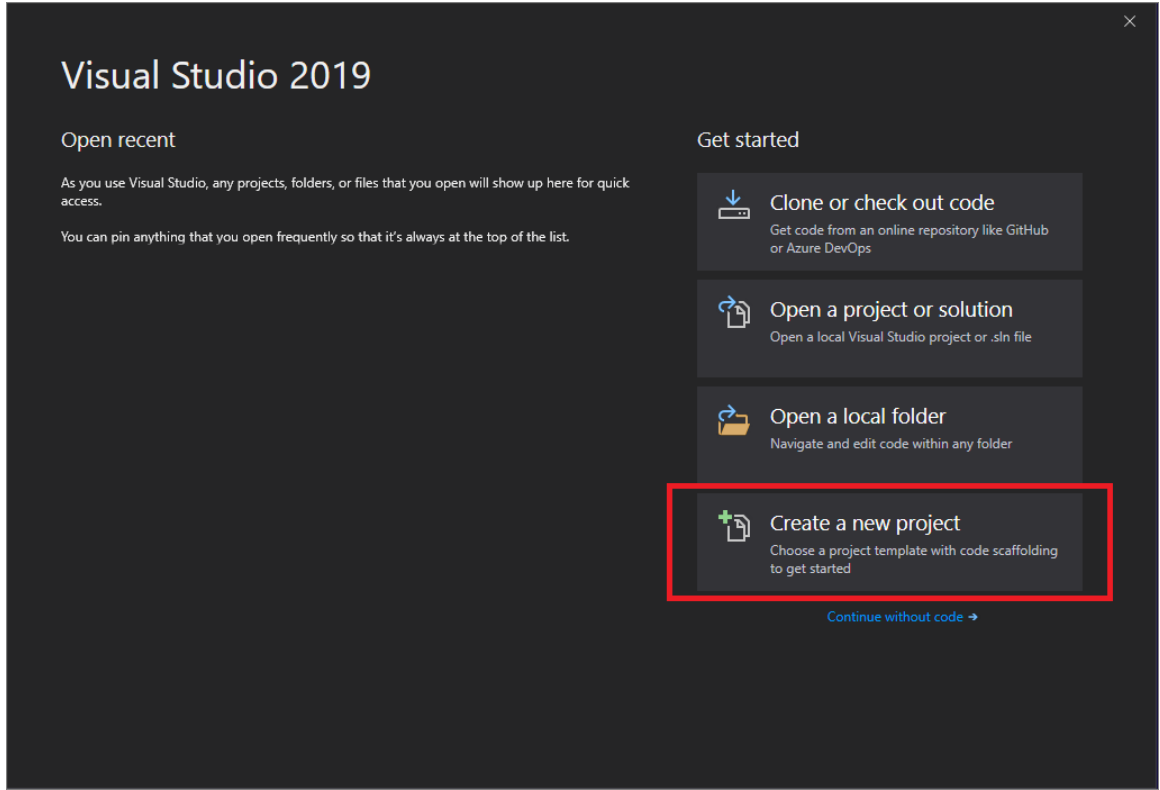 Visual Studio 2019
Open recent
As you use Visual Studio, any projects, folders, or files that you open will show up here for quick
access.
You can pin anything that you open frequently so that it's always at the top of the list.
Get started
Clone or check out code
Get code from an online repository like GitHub
or Azure DevOps
Open a project or solution
Open a local Visual Studio project or .sln file
Open a local folder
Navigate and edit code within any folder
Create a new project
Choose a project template with code scaffolding
to get started
Continue without code →